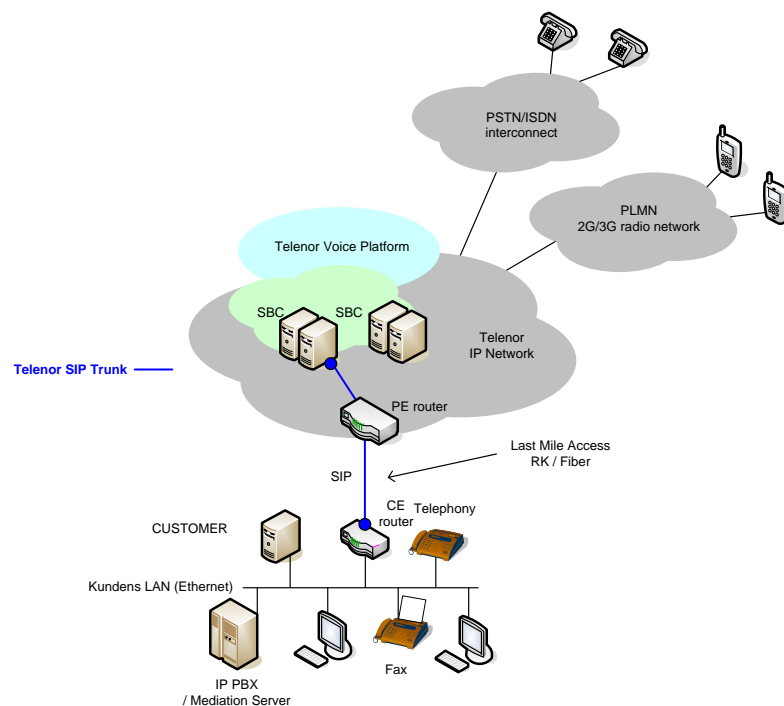 PSTN/ISDN
interconnect
PLMN
2G/3G radio network
Telenor Voice Platform
SBC
SBC
Telenor
IP Network
Telenor SIP Trunk
PE router
Last Mile Access
RK / Fiber
SIP
CE
router
Telephony
CUSTOMER
Kundens LAN (Ethernet)
Fax
IP PBX
/ Mediation Server